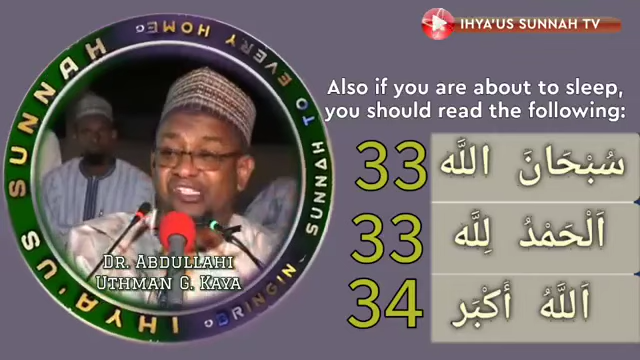 IHYA'US SUNNAH TV
IHYA'US SUNNAH
BRINGING SUNNAH TO EVERY HOME
Also if you are about to sleep,
you should read the following:
33 سُبْحَانَ اللَّه
33 اَلْحَمْدُ لِلَّه
34 اَللَّهُ أَكْبَر
Dr. Abdullahi
Uthman G. Kaya